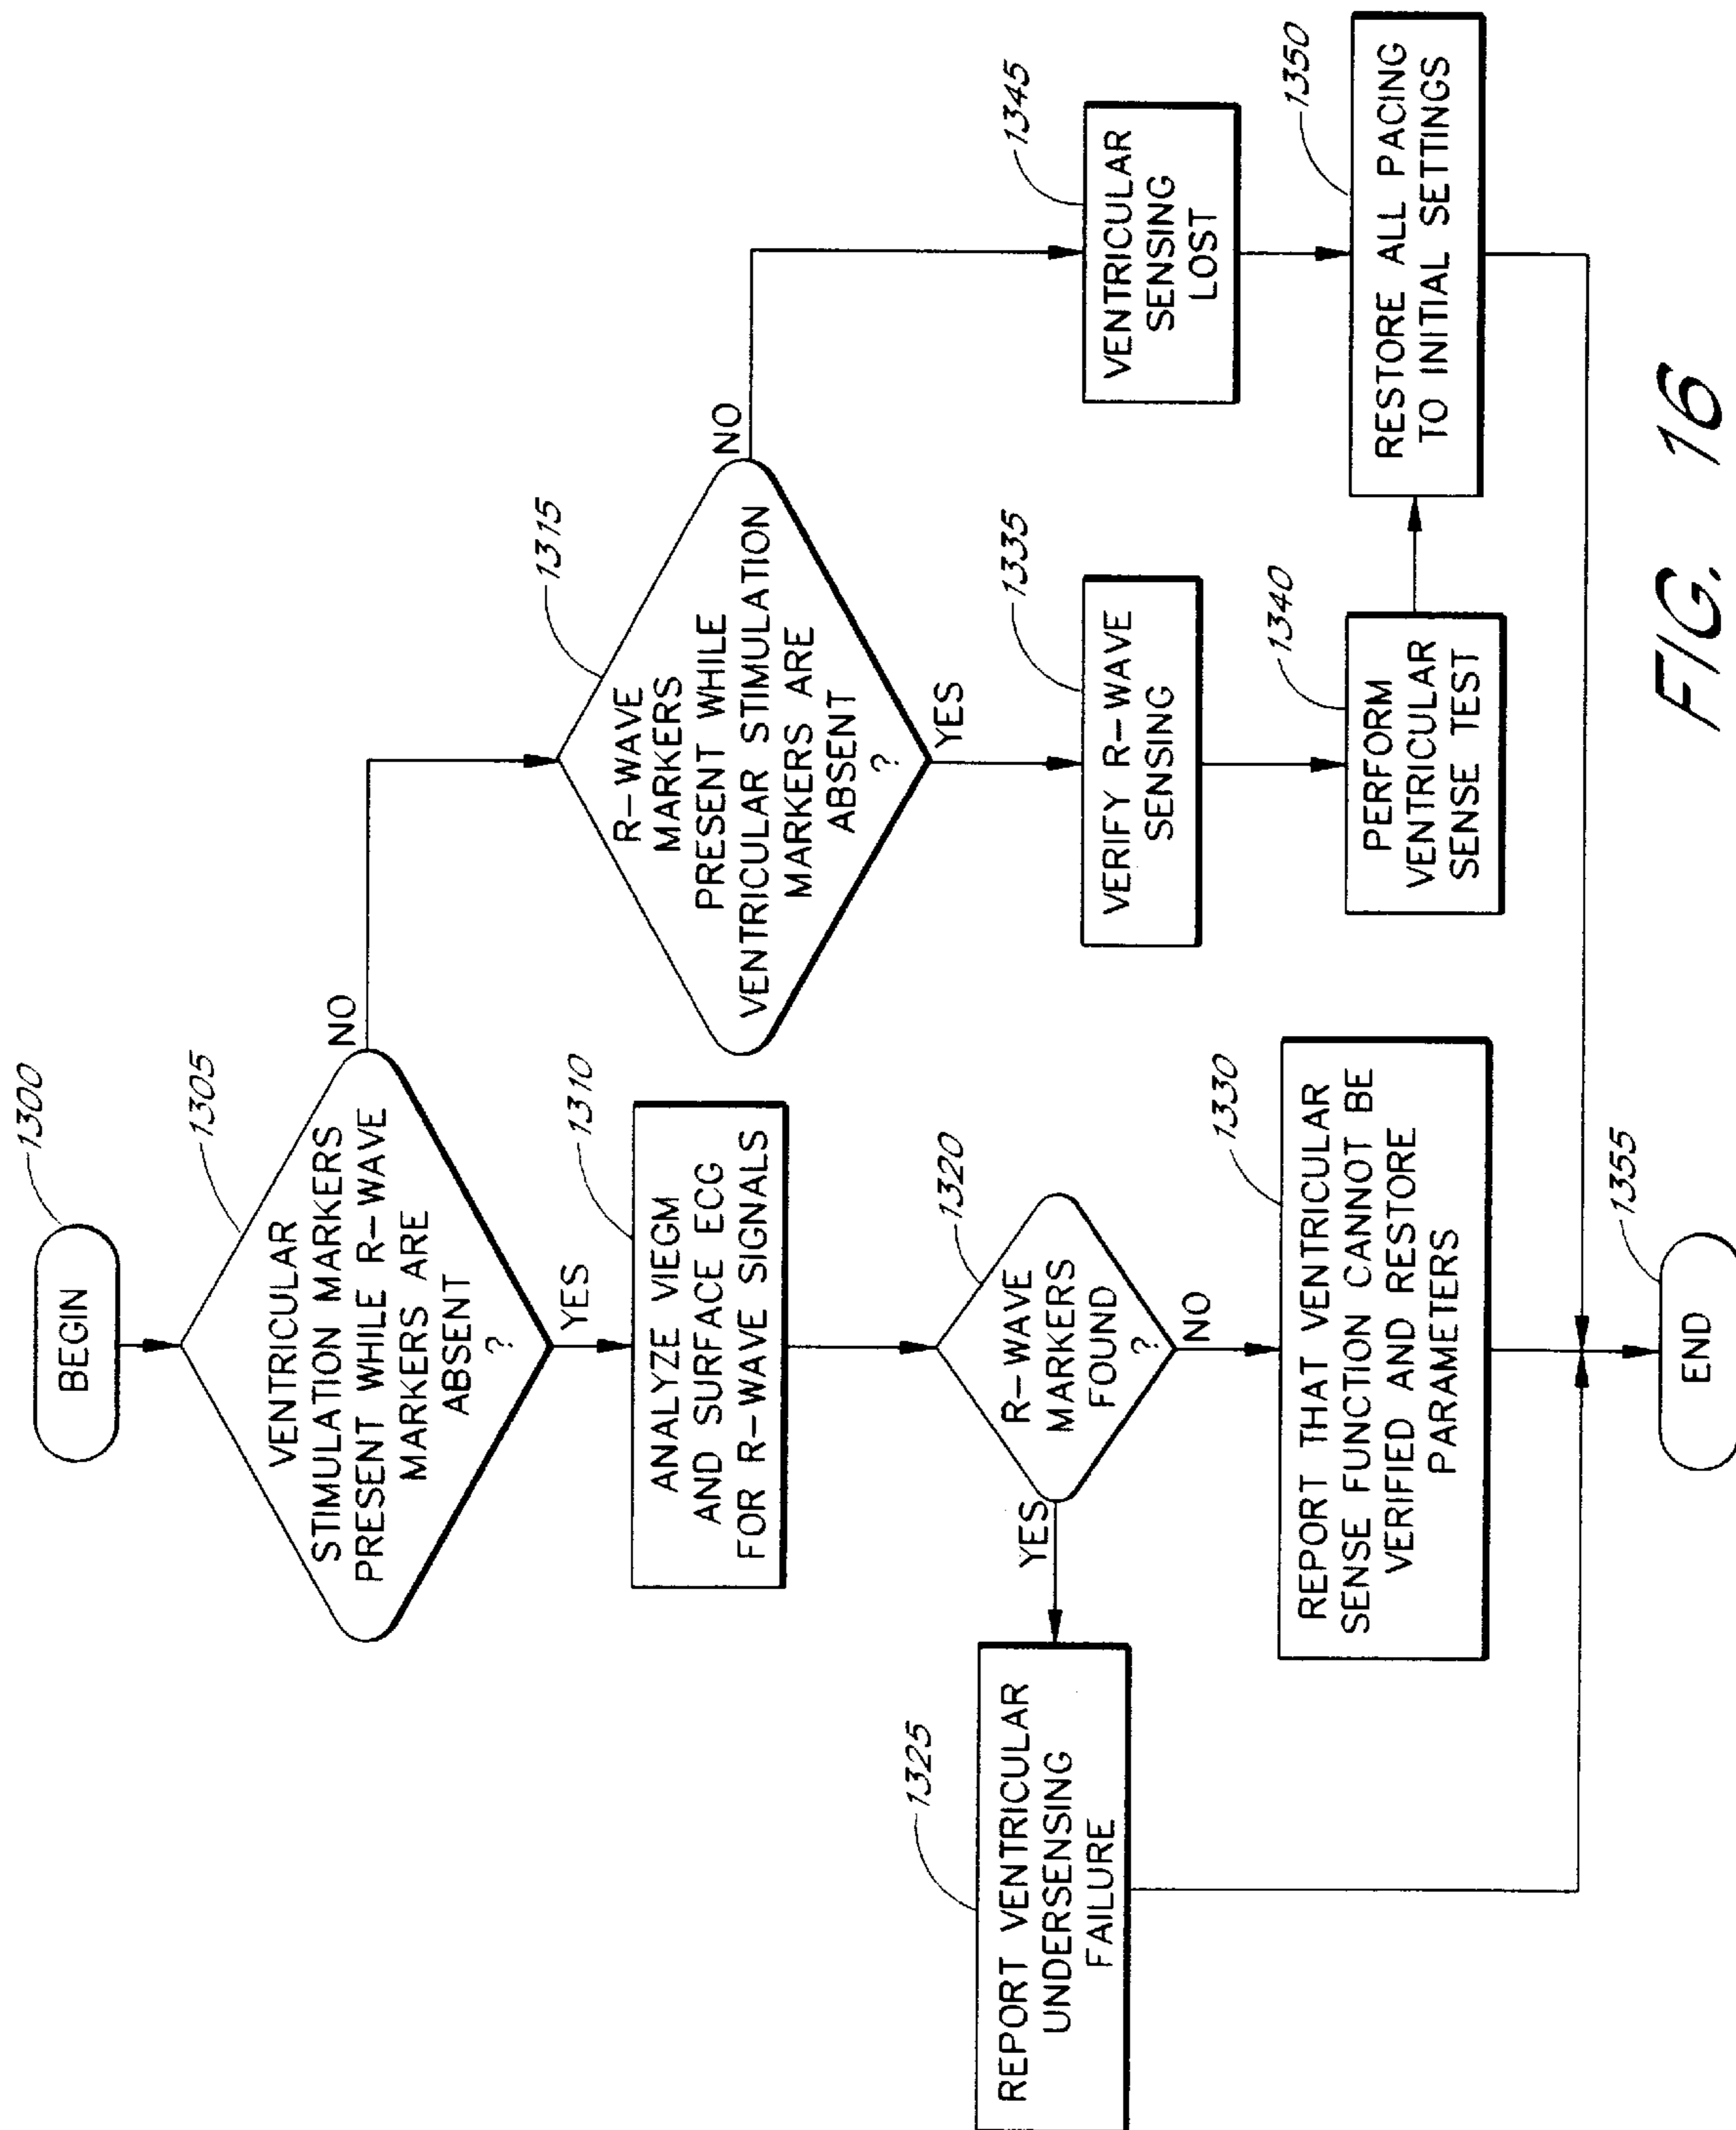 1300
BEGIN
1305
VENTRICULAR
STIMULATION MARKERS
PRESENT WHILE R-WAVE
MARKERS ARE
ABSENT
?
NO
YES
1310
ANALYZE VIEGM
AND SURFACE ECG
FOR R-WAVE SIGNALS
1315
R-WAVE
MARKERS
PRESENT WHILE
VENTRICULAR STIMULATION
MARKERS ARE
ABSENT
?
NO
YES
1320
R-WAVE
MARKERS
FOUND
?
YES
NO
1325
REPORT VENTRICULAR
UNDERSENSING
FAILURE
1330
REPORT THAT VENTRICULAR
SENSE FUNCTION CANNOT BE
VERIFIED AND RESTORE
PARAMETERS
1335
VERIFY R-WAVE
SENSING
1340
PERFORM
VENTRICULAR
SENSE TEST
1345
VENTRICULAR
SENSING
LOST
1350
RESTORE ALL PACING
TO INITIAL SETTINGS
1355
END
FIG. 16